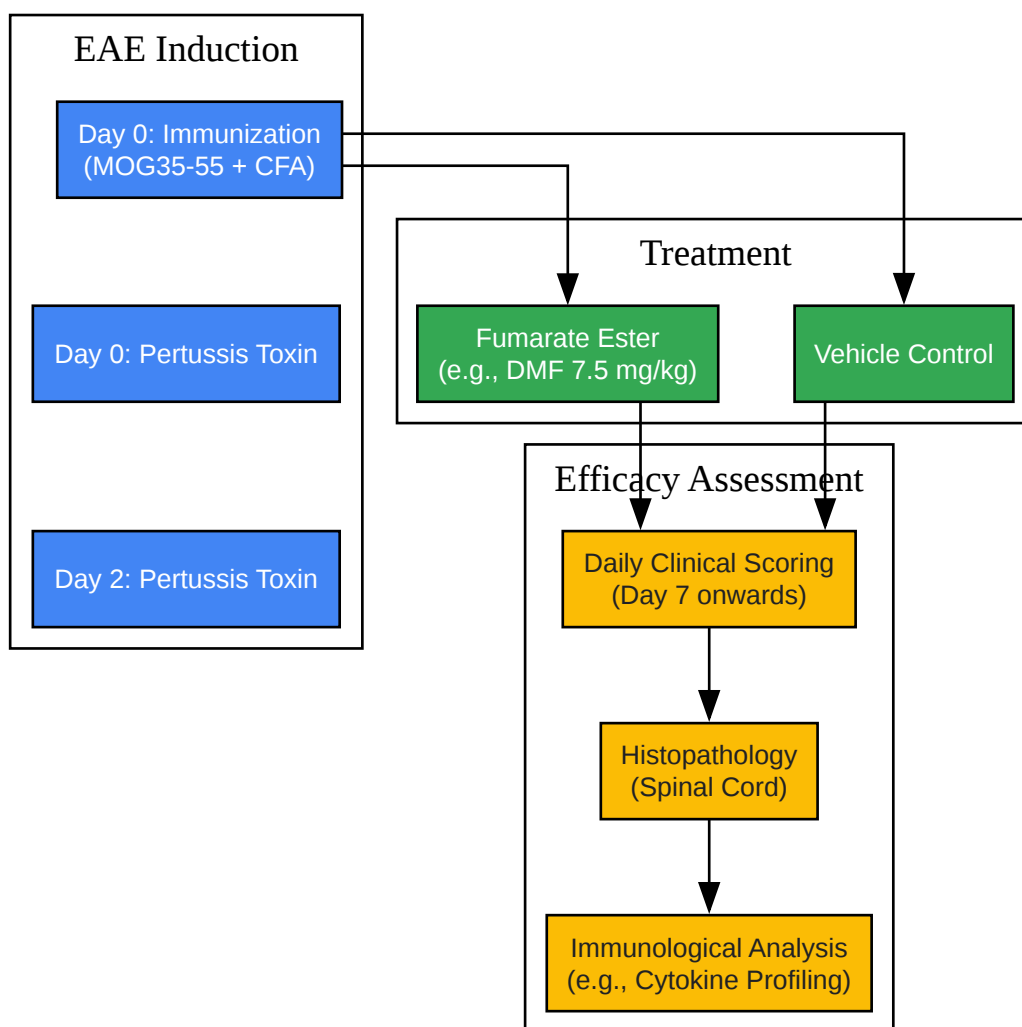 EAE Induction
Day 0: Immunization
(MOG35-55 + CFA)
Day 0: Pertussis Toxin
Day 2: Pertussis Toxin
Treatment
Fumarate Ester
(e.g., DMF 7.5 mg/kg)
Vehicle Control
Efficacy Assessment
Daily Clinical Scoring
(Day 7 onwards)
Histopathology
(Spinal Cord)
Immunological Analysis
(e.g., Cytokine Profiling)